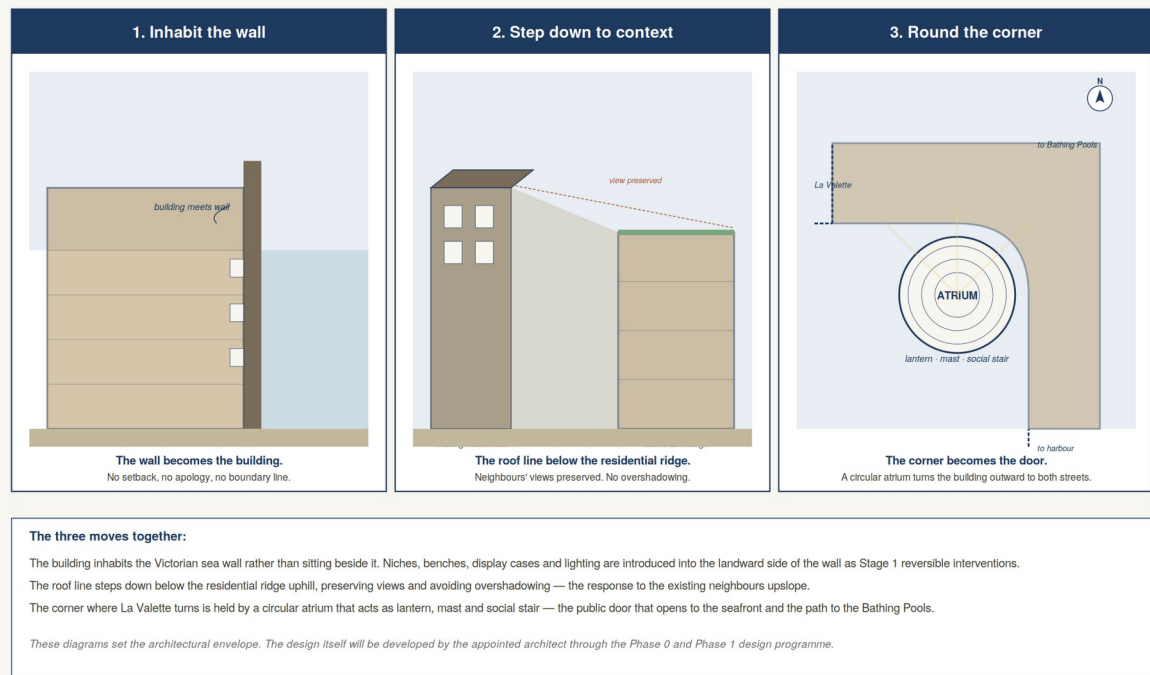 1. Inhabit the wall
building meets wall
The wall becomes the building.
No setback, no apology, no boundary line.
2. Step down to context
view preserved
The roof line below the residential ridge.
Neighbours' views preserved. No overshadowing.
3. Round the corner
N
to Bathing Pools
La Valette
ATRIUM
lantern · mast · social stair
to harbour
The corner becomes the door.
A circular atrium turns the building outward to both streets.
The three moves together:
The building inhabits the Victorian sea wall rather than sitting beside it. Niches, benches, display cases and lighting are introduced into the landward side of the wall as Stage 1 reversible interventions.
The roof line steps down below the residential ridge uphill, preserving views and avoiding overshadowing — the response to the existing neighbours upslope.
The corner where La Valette turns is held by a circular atrium that acts as lantern, mast and social stair — the public door that opens to the seafront and the path to the Bathing Pools.
These diagrams set the architectural envelope. The design itself will be developed by the appointed architect through the Phase 0 and Phase 1 design programme.